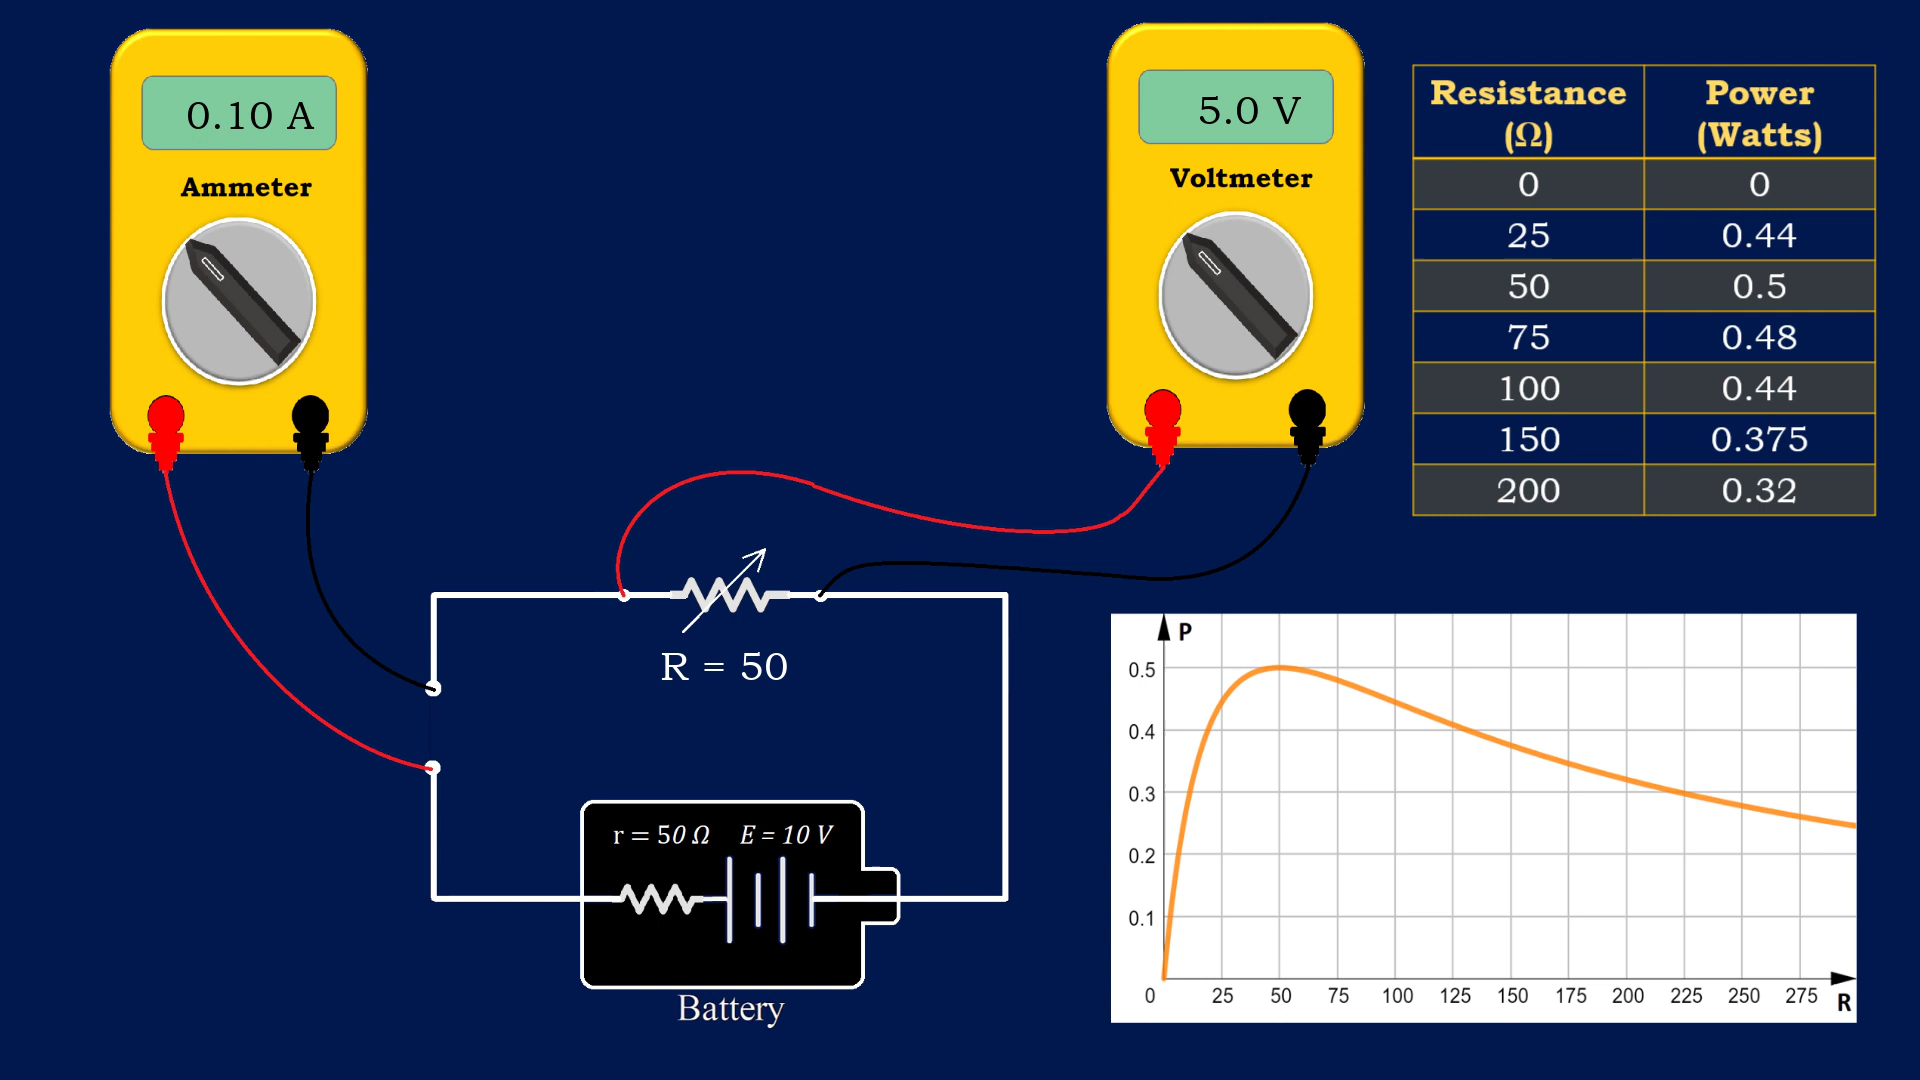 0.10 A
Ammeter
5.0 V
Voltmeter
Resistance Power
(Ω) (Watts)
0 0
25 0.44
50 0.5
75 0.48
100 0.44
150 0.375
200 0.32
R = 50
r = 50 Ω E = 10 V
Battery
P
0.5
0.4
0.3
0.2
0.1
0 25 50 75 100 125 150 175 200 225 250 275 R